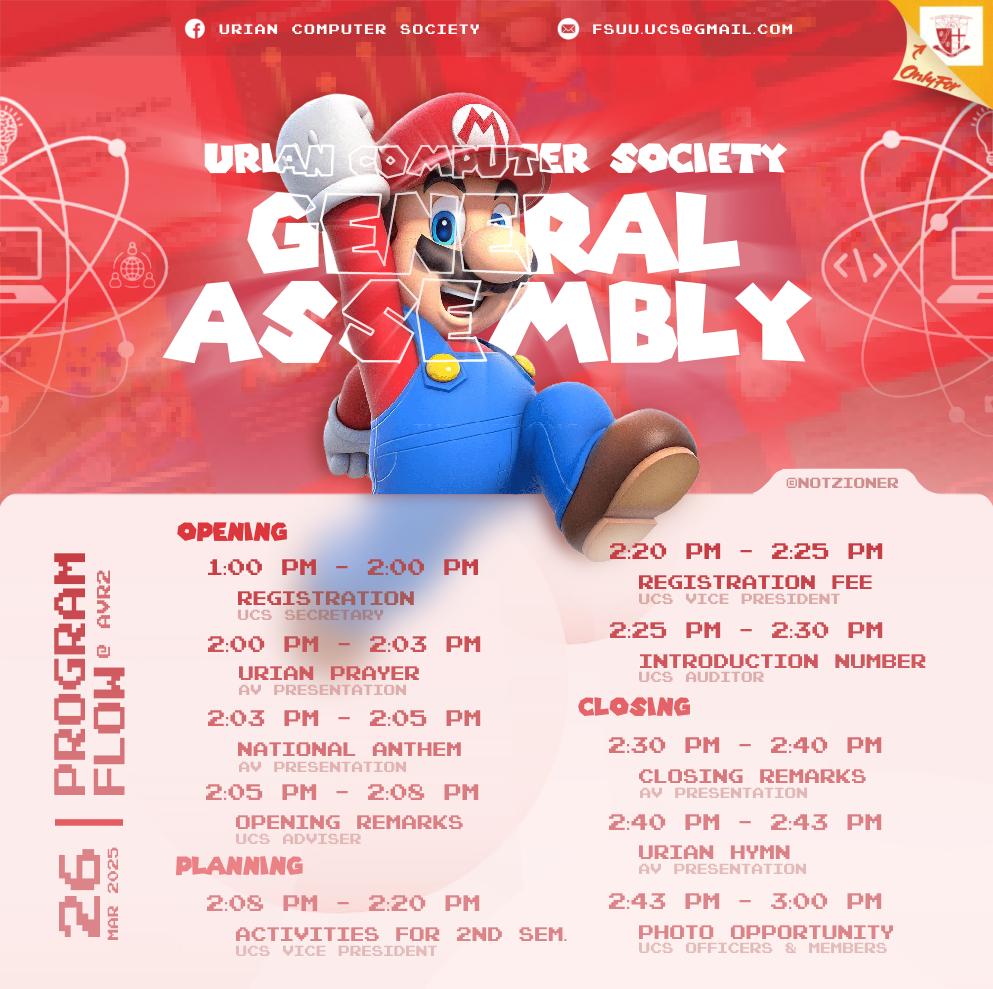 URIAN COMPUTER SOCIETY
FSUU.UCS@GMAIL.COM
Only For
M
URIAN COMPUTER SOCIETY
GENERAL
ASSEMBLY
©NOTZIONER
PROGRAM
FLOW @ AVR2
26
MAR 2025
OPENING
1:00 PM - 2:00 PM
REGISTRATION
UCS SECRETARY
2:00 PM - 2:03 PM
URIAN PRAYER
AV PRESENTATION
2:03 PM - 2:05 PM
NATIONAL ANTHEM
AV PRESENTATION
2:05 PM - 2:08 PM
OPENING REMARKS
UCS ADVISER
PLANNING
2:08 PM - 2:20 PM
ACTIVITIES FOR 2ND SEM.
UCS VICE PRESIDENT
2:20 PM - 2:25 PM
REGISTRATION FEE
UCS VICE PRESIDENT
2:25 PM - 2:30 PM
INTRODUCTION NUMBER
UCS AUDITOR
CLOSING
2:30 PM - 2:40 PM
CLOSING REMARKS
AV PRESENTATION
2:40 PM - 2:43 PM
URIAN HYMN
AV PRESENTATION
2:43 PM - 3:00 PM
PHOTO OPPORTUNITY
UCS OFFICERS & MEMBERS